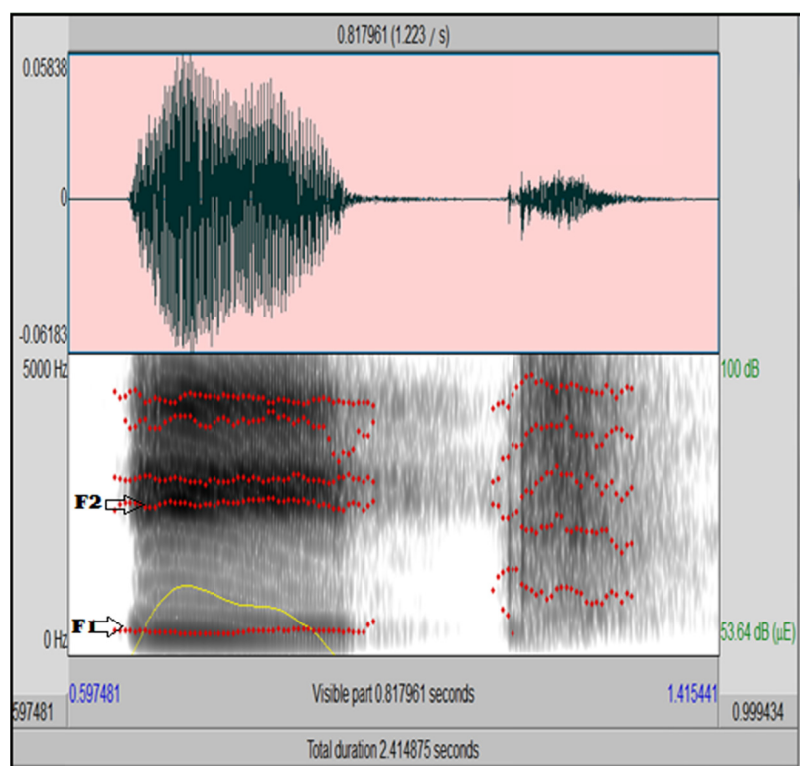 0.817961 (1.223 / s)
0.05838
0
-0.06183
5000 Hz
100 dB
F2
F1
0 Hz
53.64 dB (µE)
0.597481
Visible part 0.817961 seconds
1.415441
597481
0.999434
Total duration 2.414875 seconds